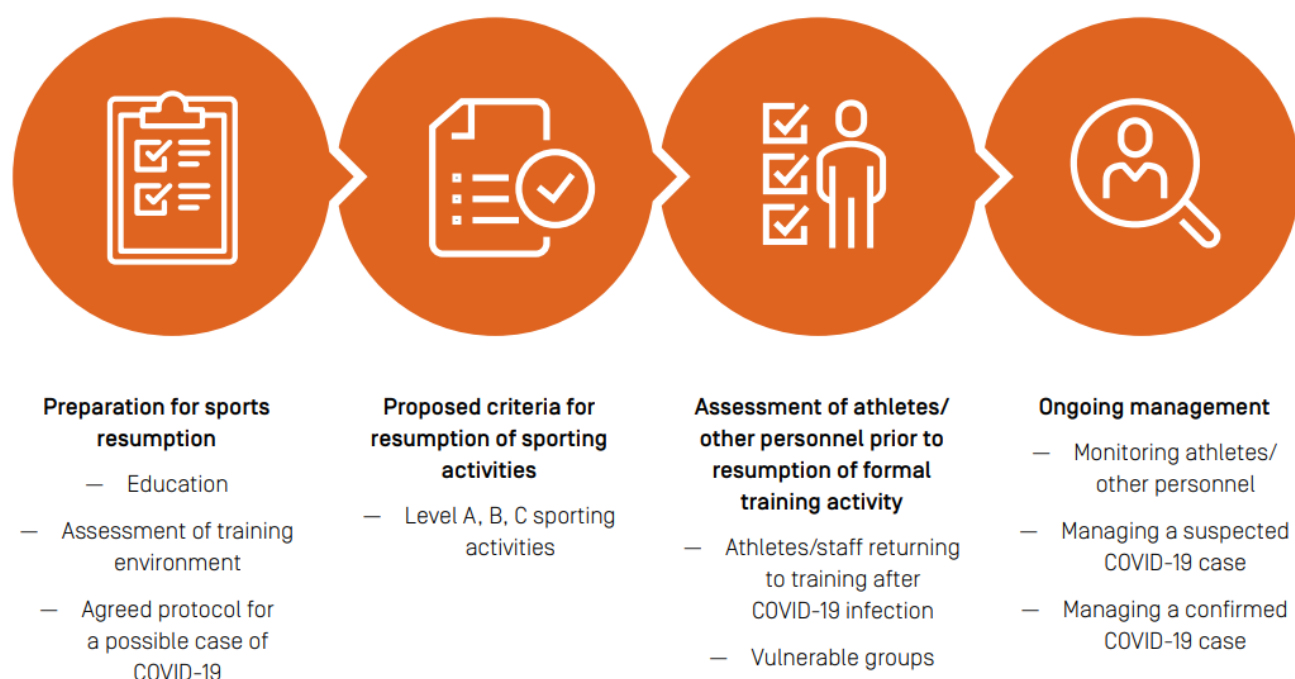 Preparation for sports
resumption
— Education
— Assessment of training
environment
— Agreed protocol for
a possible case of
COVID-19
Proposed criteria for
resumption of sporting
activities
— Level A, B, C sporting
activities
Assessment of athletes/
other personnel prior to
resumption of formal
training activity
— Athletes/staff returning
to training after
COVID-19 infection
— Vulnerable groups
Ongoing management
— Monitoring athletes/
other personnel
— Managing a suspected
COVID-19 case
— Managing a confirmed
COVID-19 case